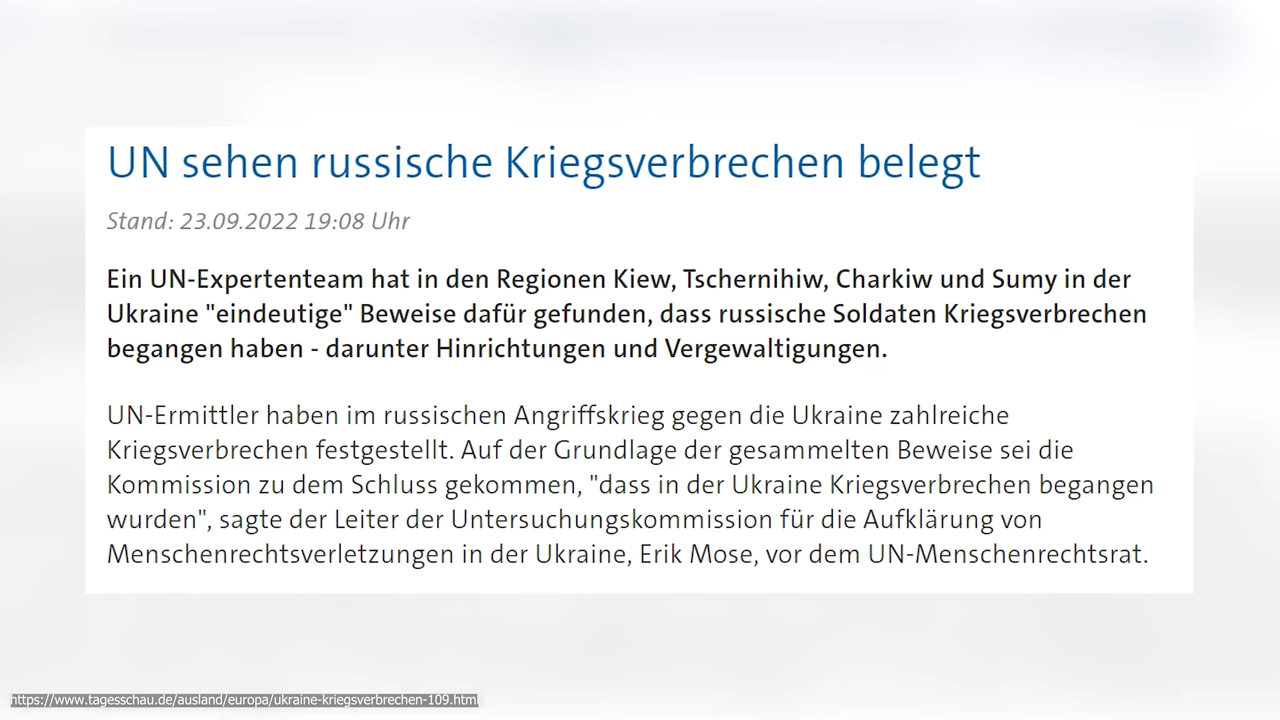 UN sehen russische Kriegsverbrechen belegt
Stand: 23.09.2022 19:08 Uhr
Ein UN-Expertenteam hat in den Regionen Kiew, Tschernihiw, Charkiw und Sumy in der
Ukraine "eindeutige" Beweise dafür gefunden, dass russische Soldaten Kriegsverbrechen
begangen haben - darunter Hinrichtungen und Vergewaltigungen.
UN-Ermittler haben im russischen Angriffskrieg gegen die Ukraine zahlreiche
Kriegsverbrechen festgestellt. Auf der Grundlage der gesammelten Beweise sei die
Kommission zu dem Schluss gekommen, "dass in der Ukraine Kriegsverbrechen begangen
wurden", sagte der Leiter der Untersuchungskommission für die Aufklärung von
Menschenrechtsverletzungen in der Ukraine, Erik Mose, vor dem UN-Menschenrechtsrat.
https://www.tagesschau.de/ausland/europa/ukraine-kriegsverbrechen-109.html